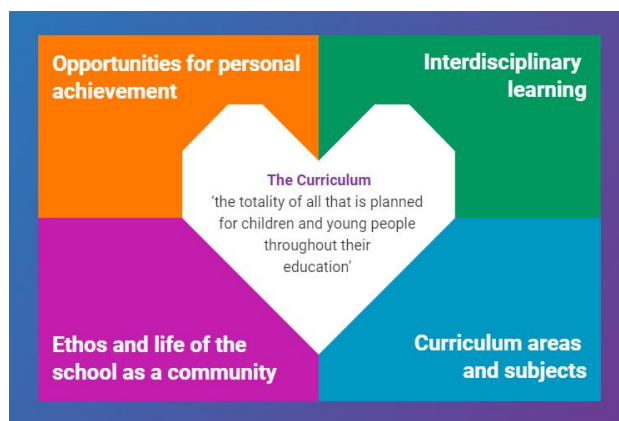 Opportunities for personal
achievement
Interdisciplinary
learning
The Curriculum
‘the totality of all that is planned
for children and young people
throughout their
education’
Ethos and life of the
school as a community
Curriculum areas
and subjects